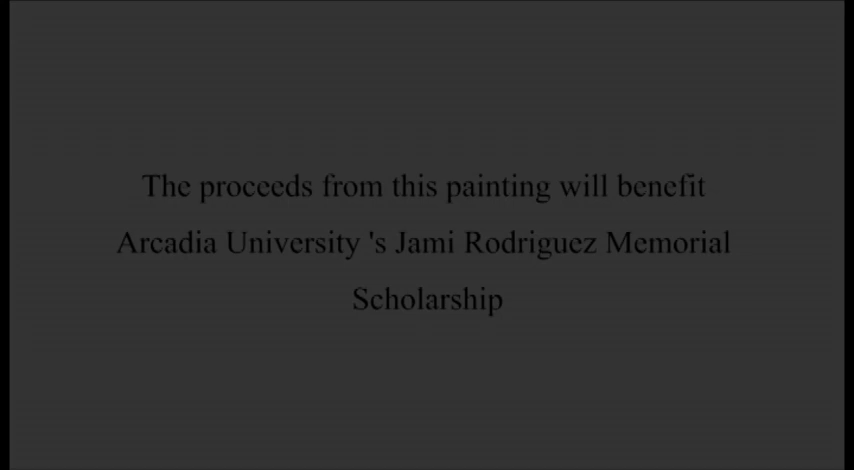 The proceeds from this painting will benefit
Arcadia University 's Jami Rodriguez Memorial
Scholarship